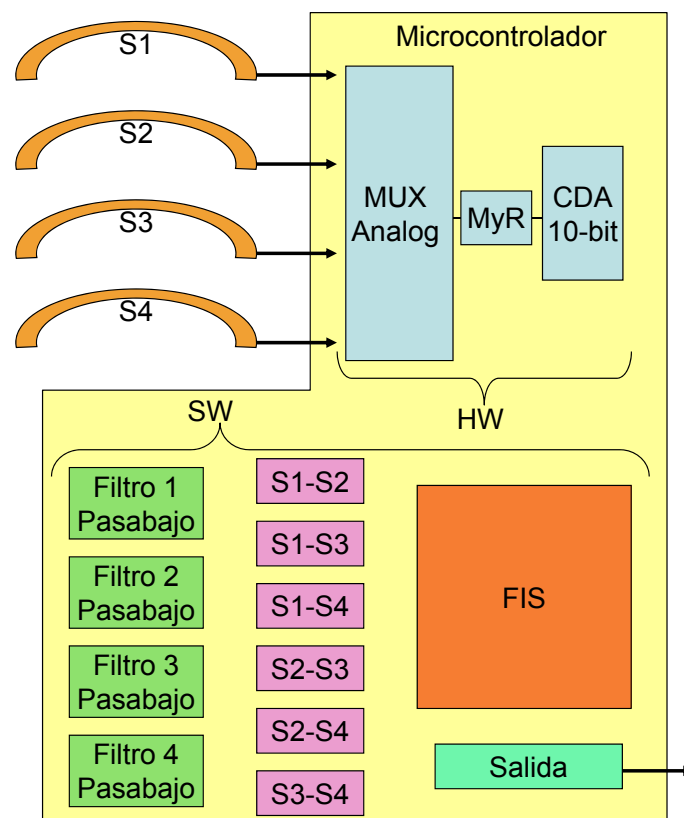 Microcontrolador
S1
S2
S3
S4
MUX
Analog
MyR
CDA
10-bit
SW
HW
Filtro 1
Pasabajo
Filtro 2
Pasabajo
Filtro 3
Pasabajo
Filtro 4
Pasabajo
S1-S2
S1-S3
S1-S4
S2-S3
S2-S4
S3-S4
FIS
Salida